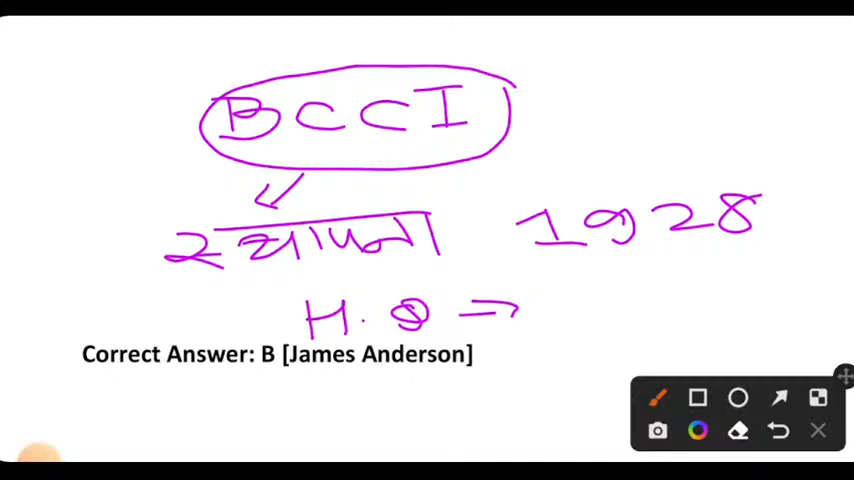 BCCI
स्थापना 1928
H. Q ⇒
Correct Answer: B [James Anderson]